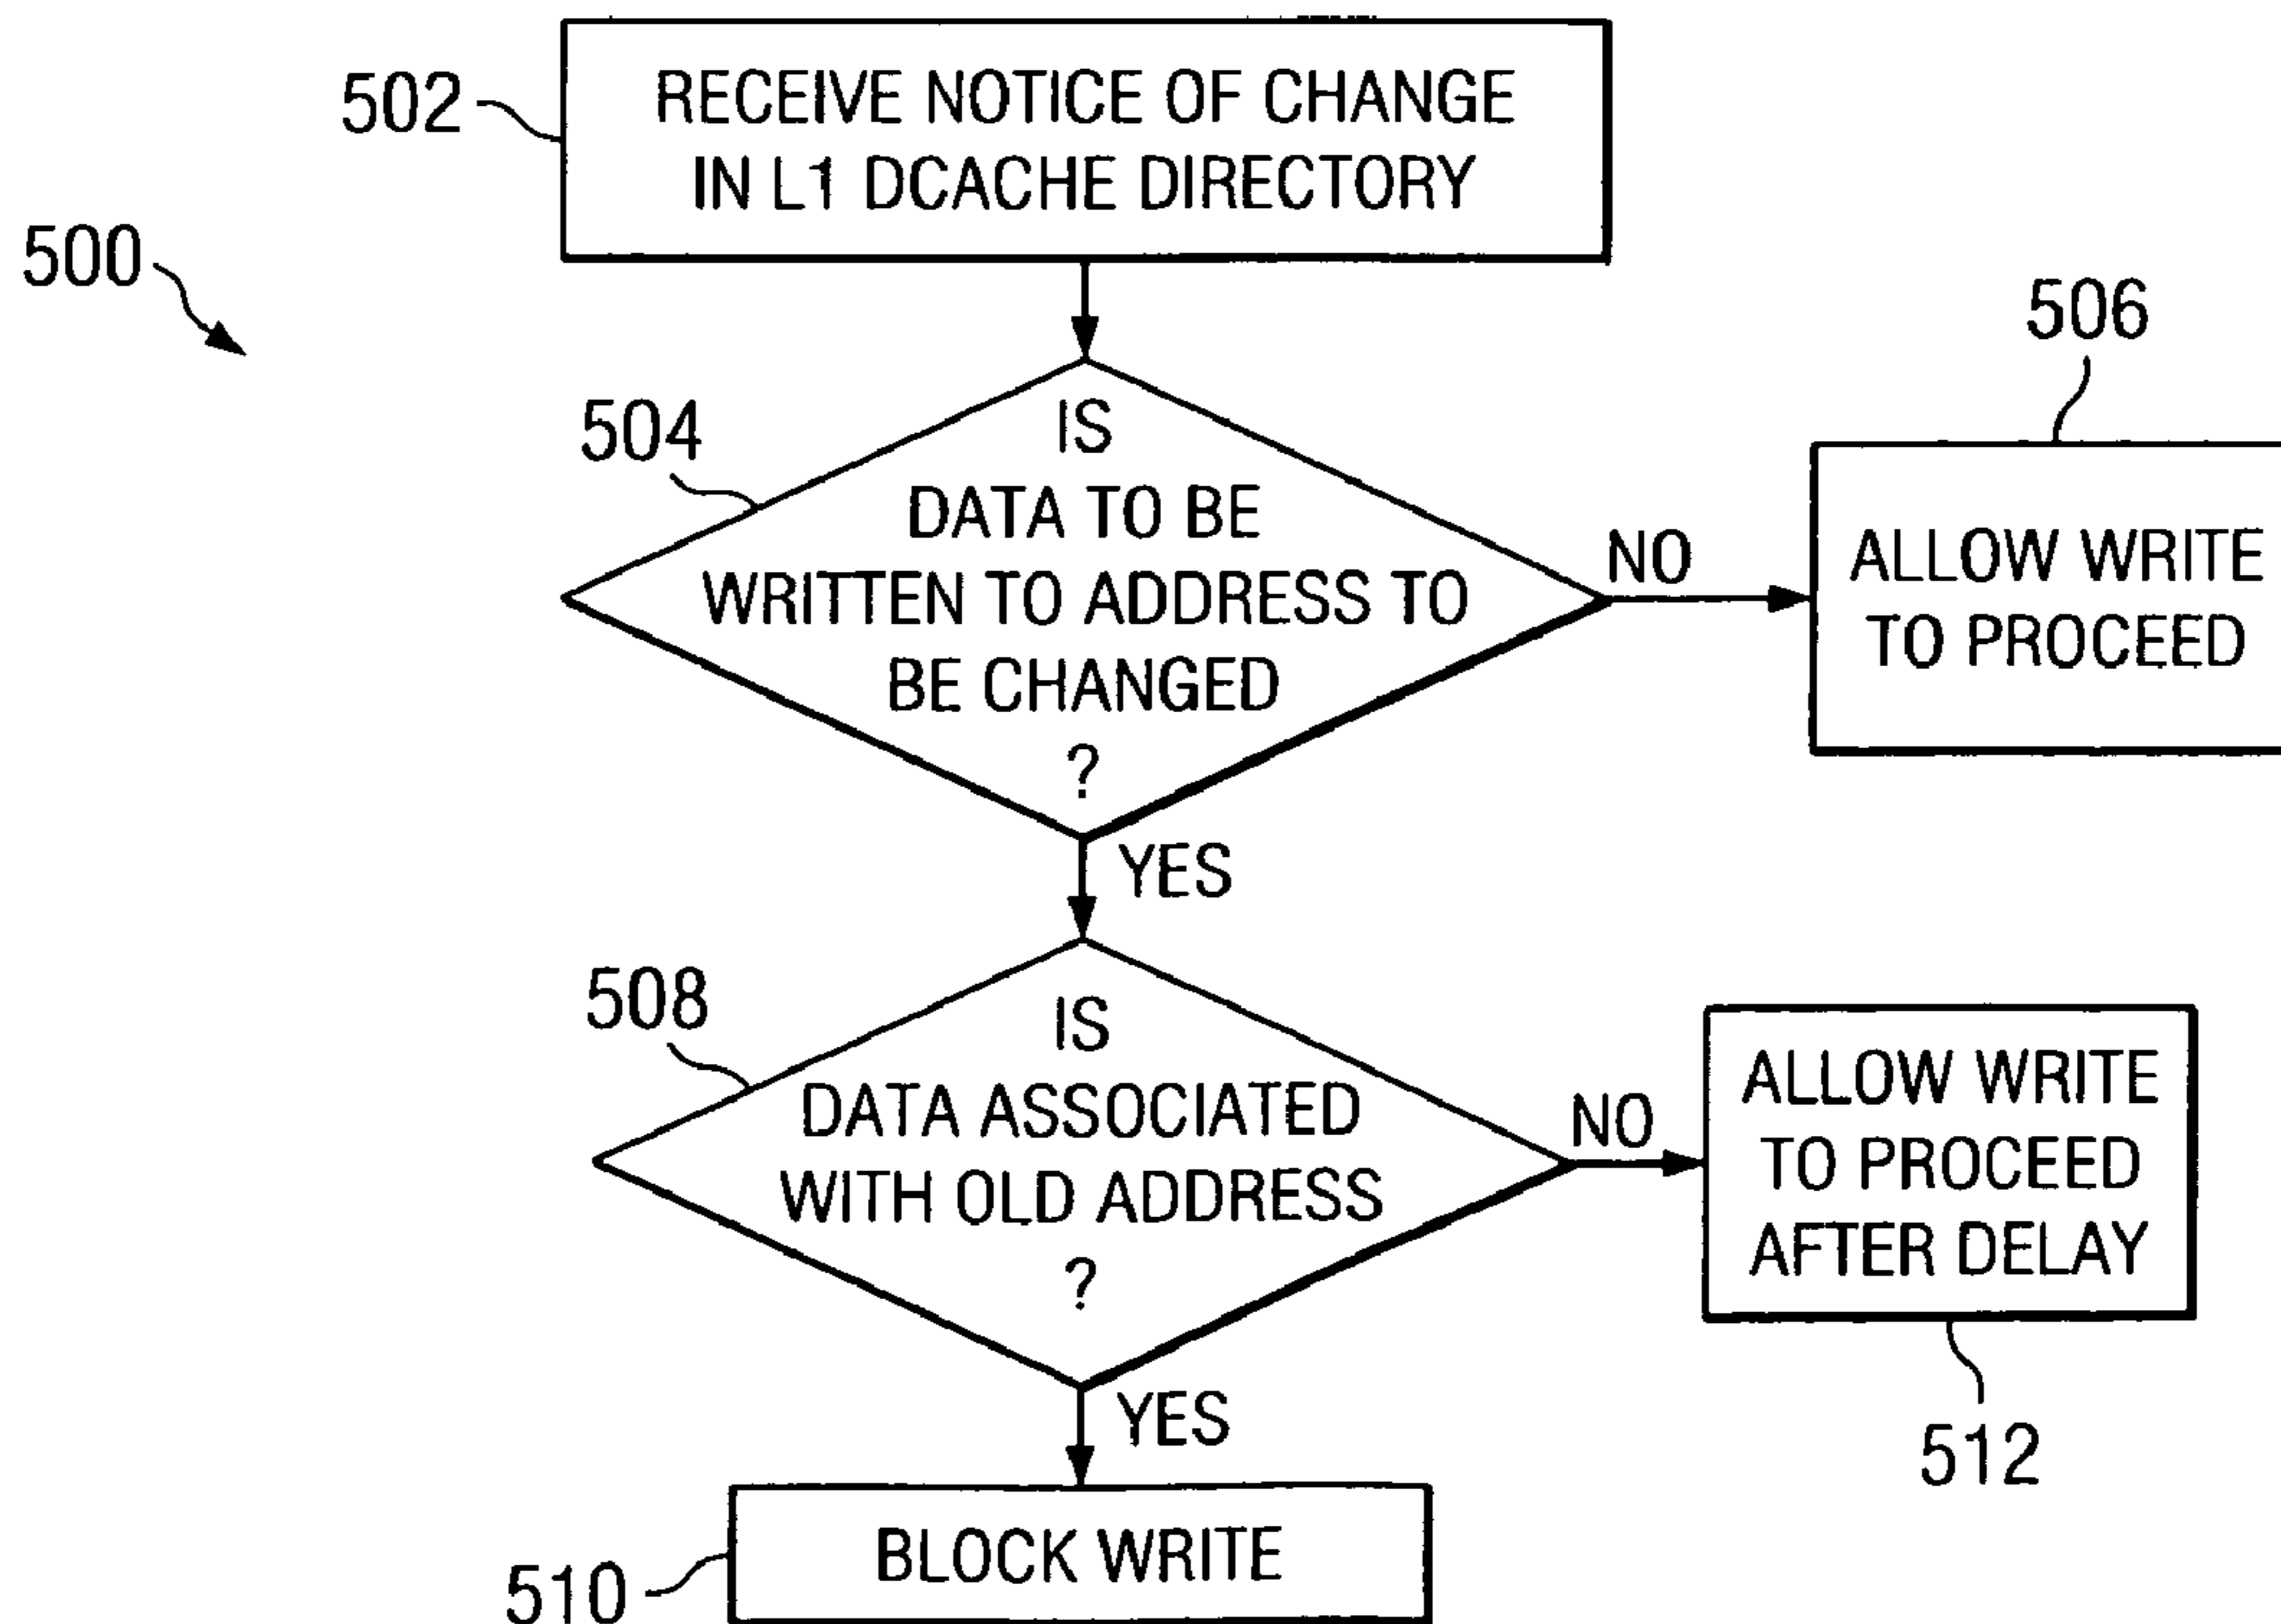 502
RECEIVE NOTICE OF CHANGE
IN L1 DCACHE DIRECTORY
500
504
IS
DATA TO BE
WRITTEN TO ADDRESS TO
BE CHANGED
?
NO
506
ALLOW WRITE
TO PROCEED
YES
508
IS
DATA ASSOCIATED
WITH OLD ADDRESS
?
NO
ALLOW WRITE
TO PROCEED
AFTER DELAY
512
YES
510
BLOCK WRITE